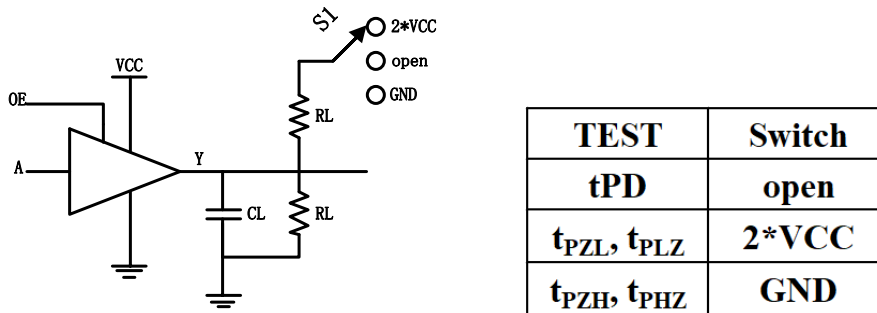 S1
2*VCC
open
GND
VCC
OE
RL
A
Y
CL
RL
TEST Switch
tPD open
tPZL, tPLZ 2*VCC
tPZH, tPHZ GND